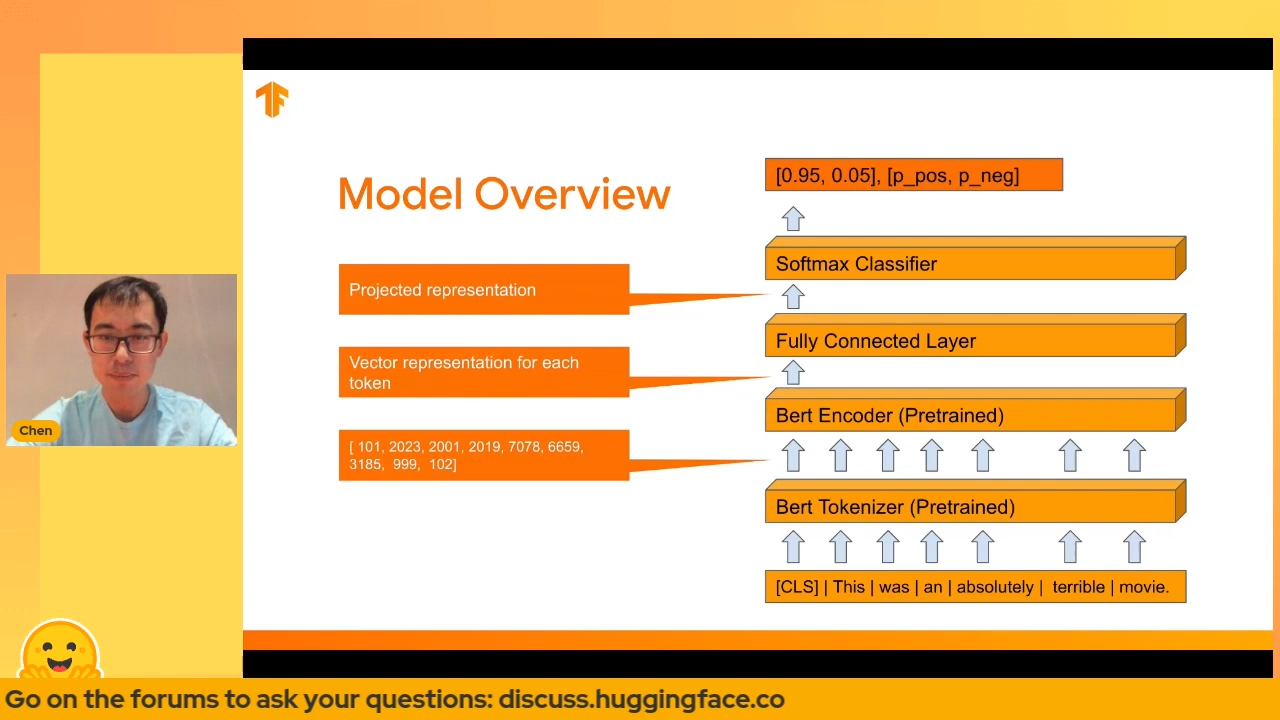 Model Overview
Projected representation
Vector representation for each
token
[ 101, 2023, 2001, 2019, 7078, 6659,
3185, 999, 102]
[0.95, 0.05], [p_pos, p_neg]
Softmax Classifier
Fully Connected Layer
Bert Encoder (Pretrained)
Bert Tokenizer (Pretrained)
[CLS] | This | was | an | absolutely | terrible | movie.
Chen
Go on the forums to ask your questions: discuss.huggingface.co